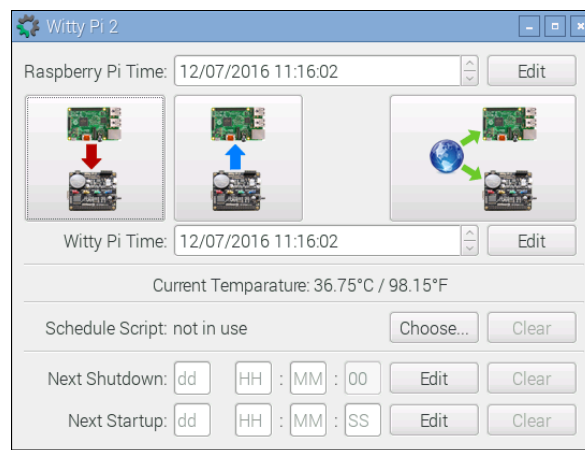 Witty Pi 2
Raspberry Pi Time: 12/07/2016 11:16:02 Edit
Witty Pi Time: 12/07/2016 11:16:02 Edit
Current Temparature: 36.75°C / 98.15°F
Schedule Script: not in use Choose... Clear
Next Shutdown: dd HH : MM : 00 Edit Clear
Next Startup: dd HH : MM : SS Edit Clear